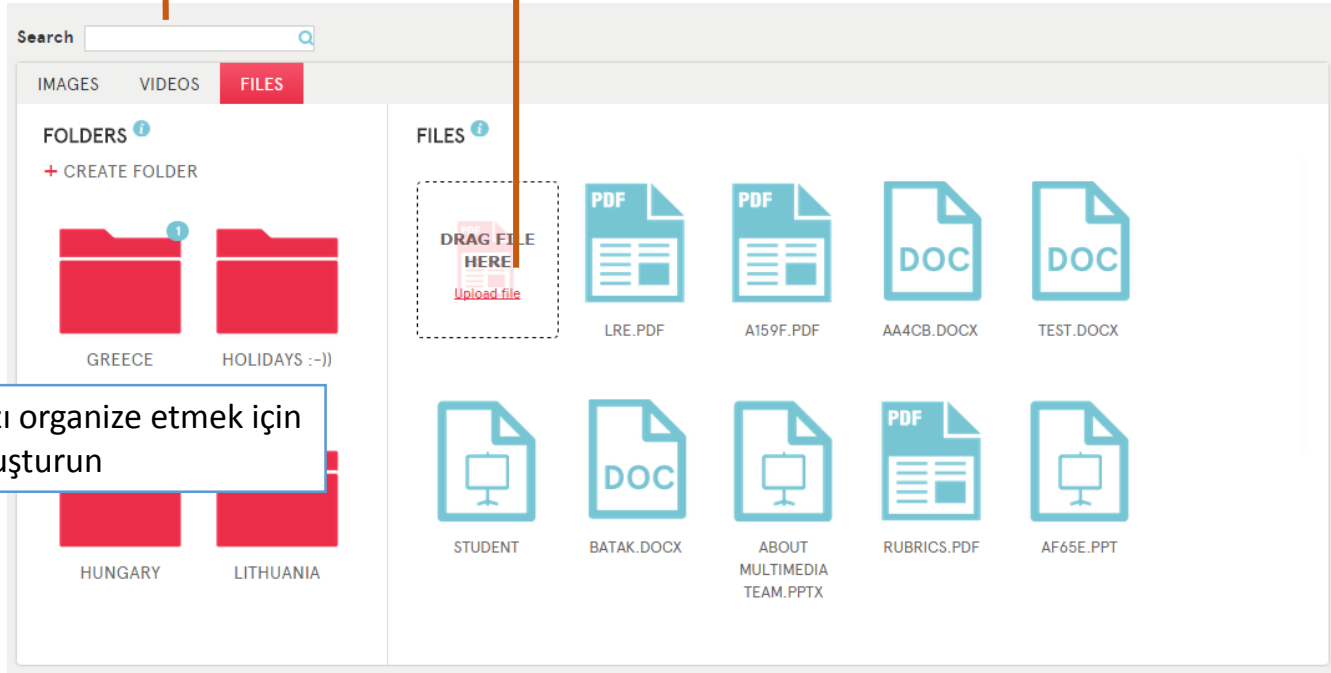 Search
IMAGES VIDEOS FILES
FOLDERS i
+ CREATE FOLDER
1
GREECE HOLIDAYS :-))
organize etmek için
HUNGARY LITHUANIA
FILES i
DRAG FILE
HERE
Upload file
PDF PDF DOC DOC
LRE.PDF A159F.PDF AA4CB.DOCX TEST.DOCX
DOC PDF
STUDENT BATAK.DOCX ABOUT RUBRICS.PDF AF65E.PPT
MULTIMEDIA
TEAM.PPTX